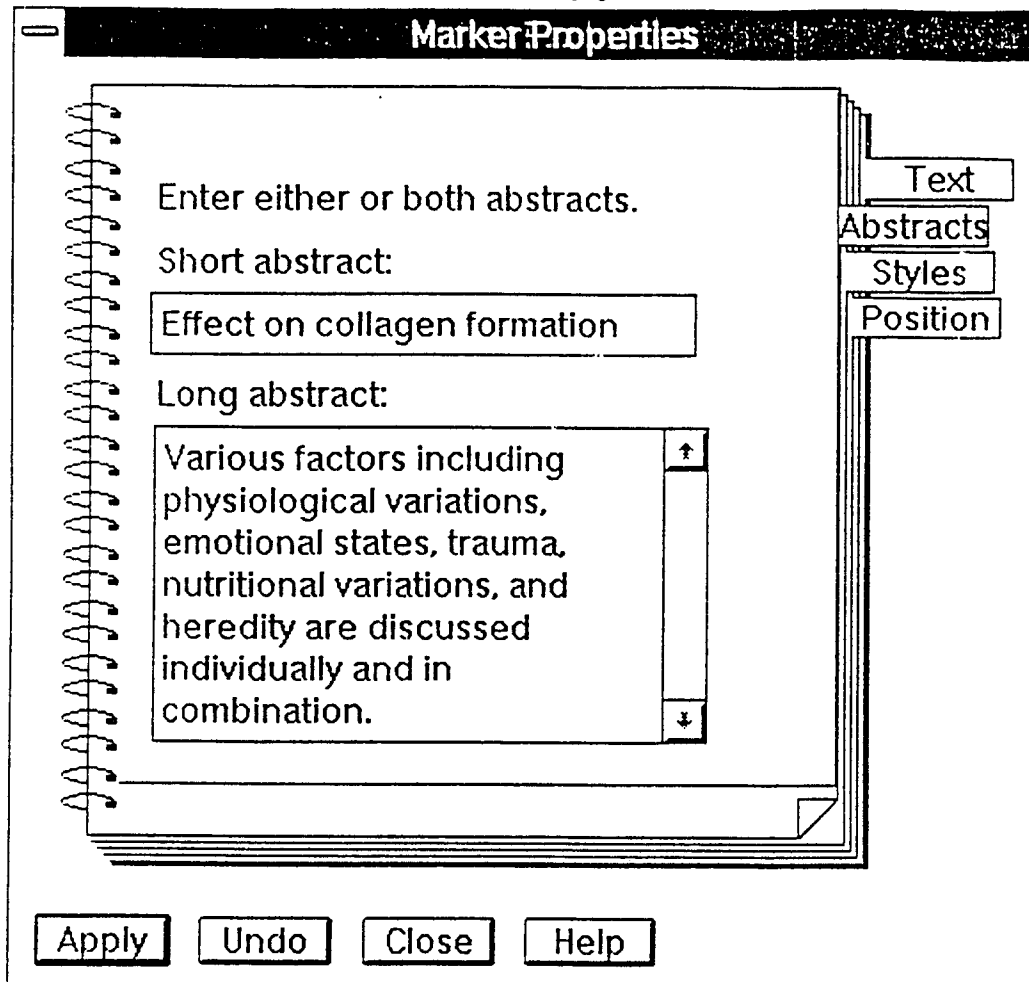 Marker Properties
Enter either or both abstracts.
Short abstract:
Effect on collagen formation
Long abstract:
Various factors including
physiological variations,
emotional states, trauma,
nutritional variations, and
heredity are discussed
individually and in
combination.
Text
Abstracts
Styles
Position
Apply
Undo
Close
Help